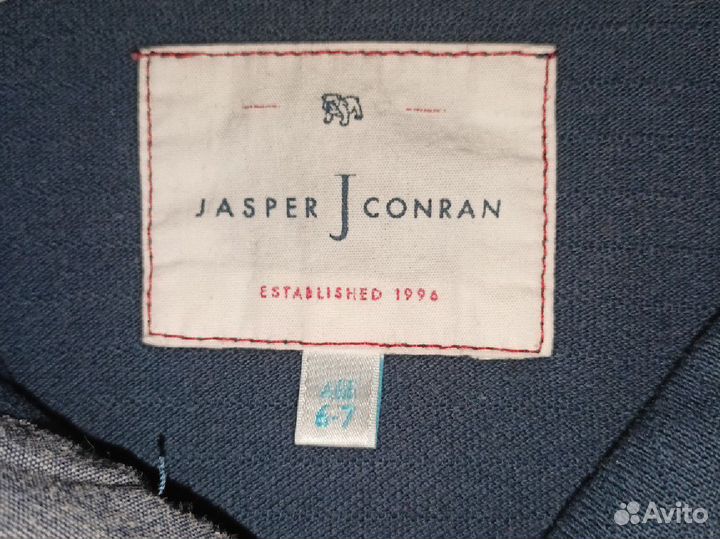 JASPER J CONRAN
ESTABLISHED 1996
AGE
6-7
Avito